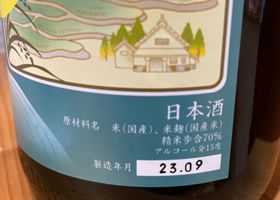 日本酒
原材料名 米(国産)、米麹(国産米)
精米歩合70%
アルコール分15度
製造年月 23.09